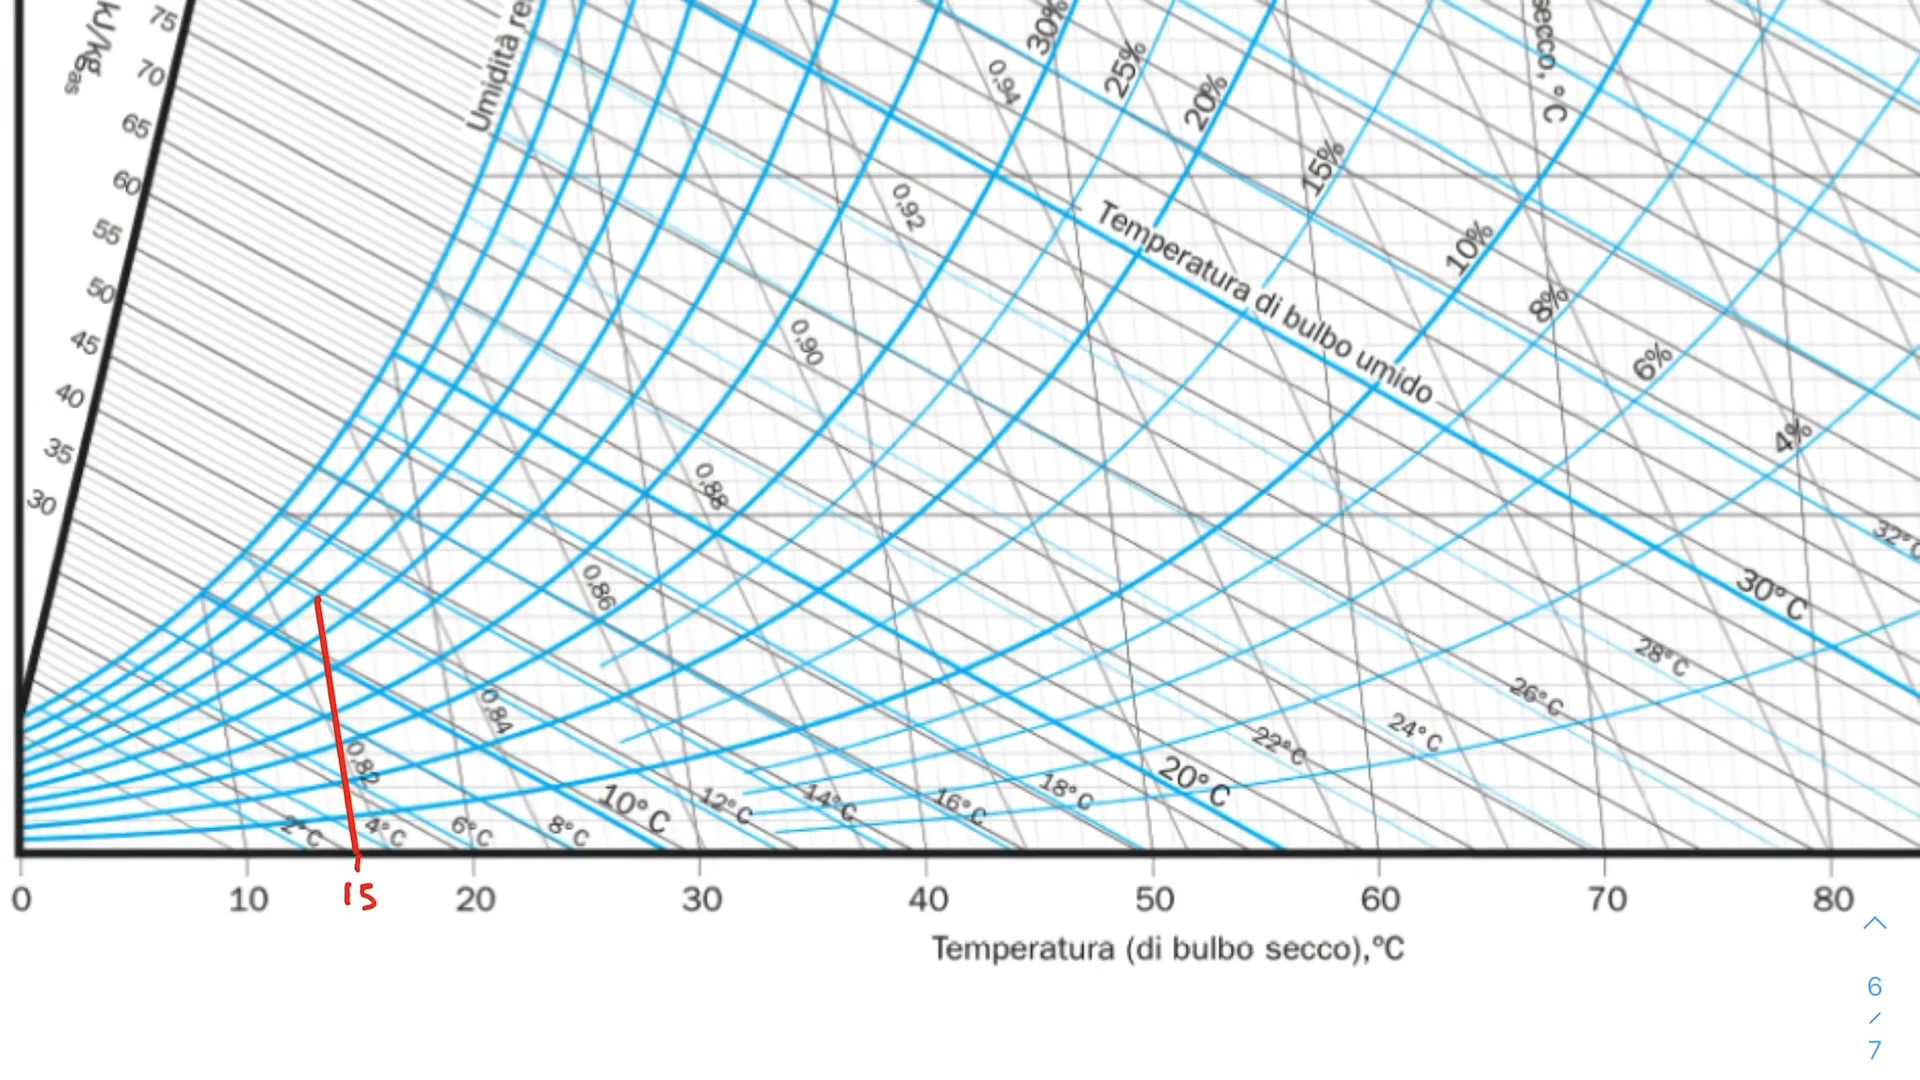 kJ/kg gas
75
70
65
60
55
50
45
40
35
30
Umidità re
30%
25%
20%
15%
10%
8%
6%
4%
secco, °C
0,94
0,92
0,90
0,88
0,86
0,84
0,82
Temperatura di bulbo umido
2°C
4°C
6°C
8°C
10°C
12°C
14°C
16°C
18°C
20°C
22°C
24°C
26°C
28°C
30°C
32°C
0 10 15 20 30 40 50 60 70 80
Temperatura (di bulbo secco),°C
6
/
7